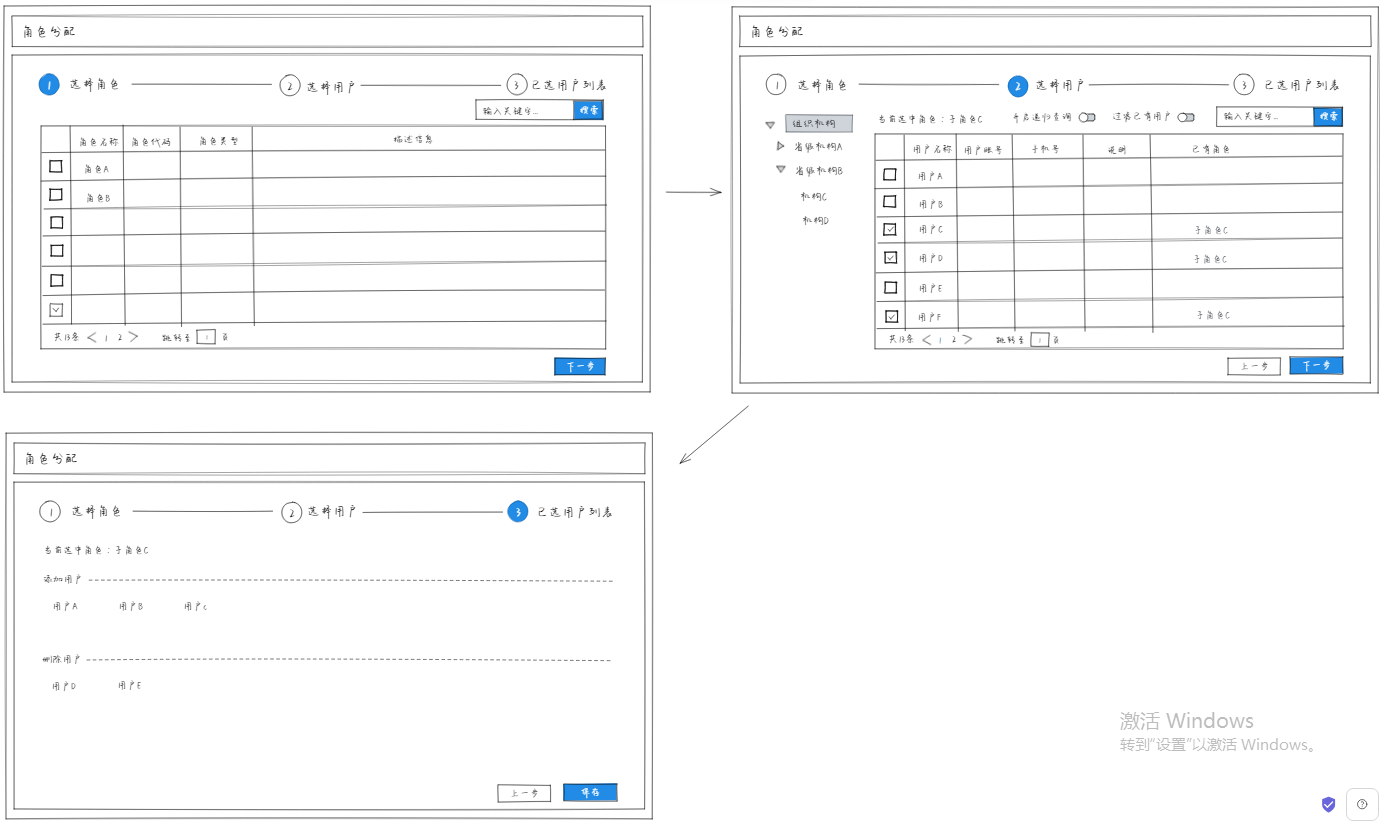 角色分配
1 选择角色 2 选择用户 3 已选用户列表
输入关键字... 搜索
角色名称 角色代码 角色类型 描述信息
角色A
角色B
共13条 < 1 2 > 跳转至 1 页
下一步
角色分配
1 选择角色 2 选择用户 3 已选用户列表
组织机构
省级机构A
省级机构B
机构C
机构D
当前选中角色：子角色C 开启递归查询 过滤已有用户 输入关键字... 搜索
用户名称 用户账号 手机号 说明 已有角色
用户A
用户B
用户C 子角色C
用户D 子角色C
用户E
用户F 子角色C
共13条 < 1 2 > 跳转至 1 页
上一步 下一步
角色分配
1 选择角色 2 选择用户 3 已选用户列表
当前选中角色：子角色C
添加用户
用户A 用户B 用户C
删除用户
用户D 用户E
上一步 保存
激活 Windows
转到"设置"以激活 Windows。